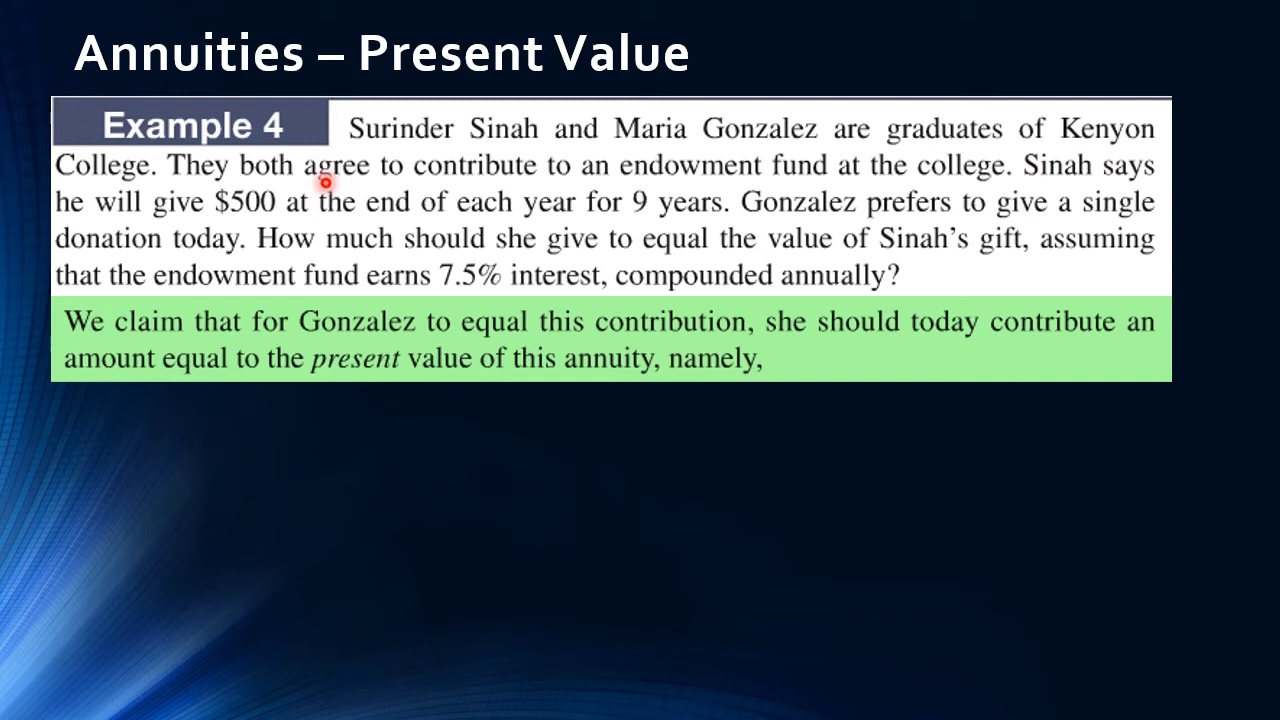 Annuities – Present Value
Example 4 Surinder Sinah and Maria Gonzalez are graduates of Kenyon
College. They both agree to contribute to an endowment fund at the college. Sinah says
he will give $500 at the end of each year for 9 years. Gonzalez prefers to give a single
donation today. How much should she give to equal the value of Sinah’s gift, assuming
that the endowment fund earns 7.5% interest, compounded annually?
We claim that for Gonzalez to equal this contribution, she should today contribute an
amount equal to the present value of this annuity, namely,